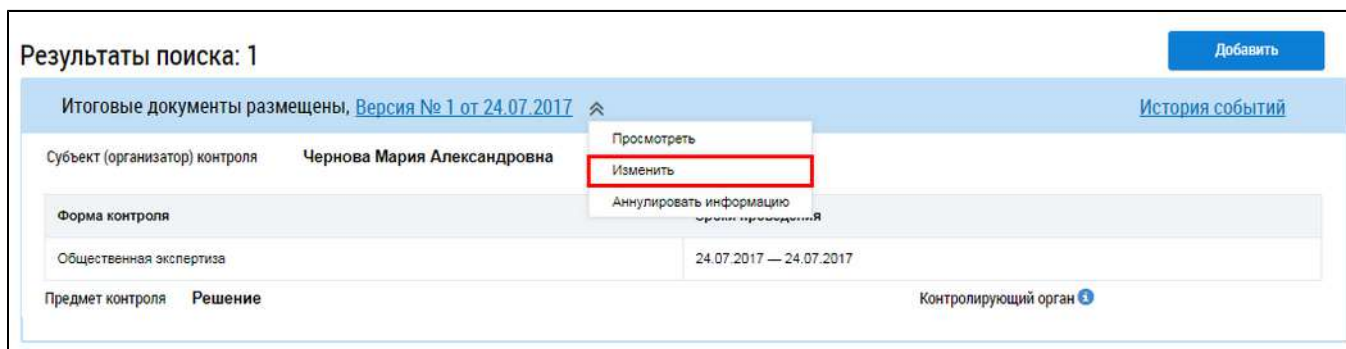 Результаты поиска: 1
Добавить
Итоговые документы размещены, Версия № 1 от 24.07.2017
История событий
Просмотреть
Субъект (организатор) контроля Чернова Мария Александровна
Изменить
Аннулировать информацию
Форма контроля
Сроки проведения
Общественная экспертиза
24.07.2017 — 24.07.2017
Предмет контроля Решение
Контролирующий орган